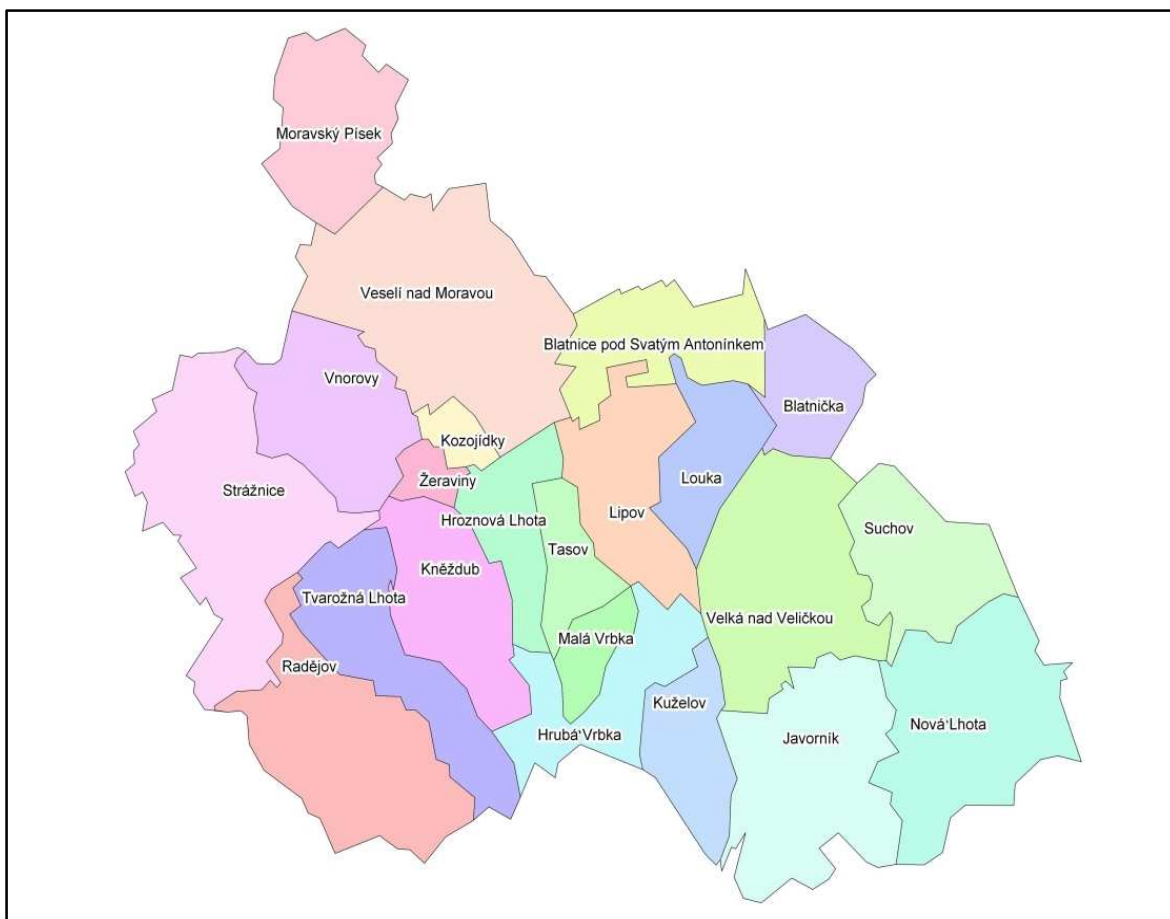 Moravský Písek
Veselí nad Moravou
Blatnice pod Svatým Antonínkem
Vnorovy
Blatnička
Kozojídky
Žeraviny
Louka
Strážnice
Lipov
Hroznová Lhota
Suchov
Tasov
Kněždub
Tvarožná Lhota
Velká nad Veličkou
Malá Vrbka
Radějov
Kuželov
Nová Lhota
Hrubá Vrbka
Javorník